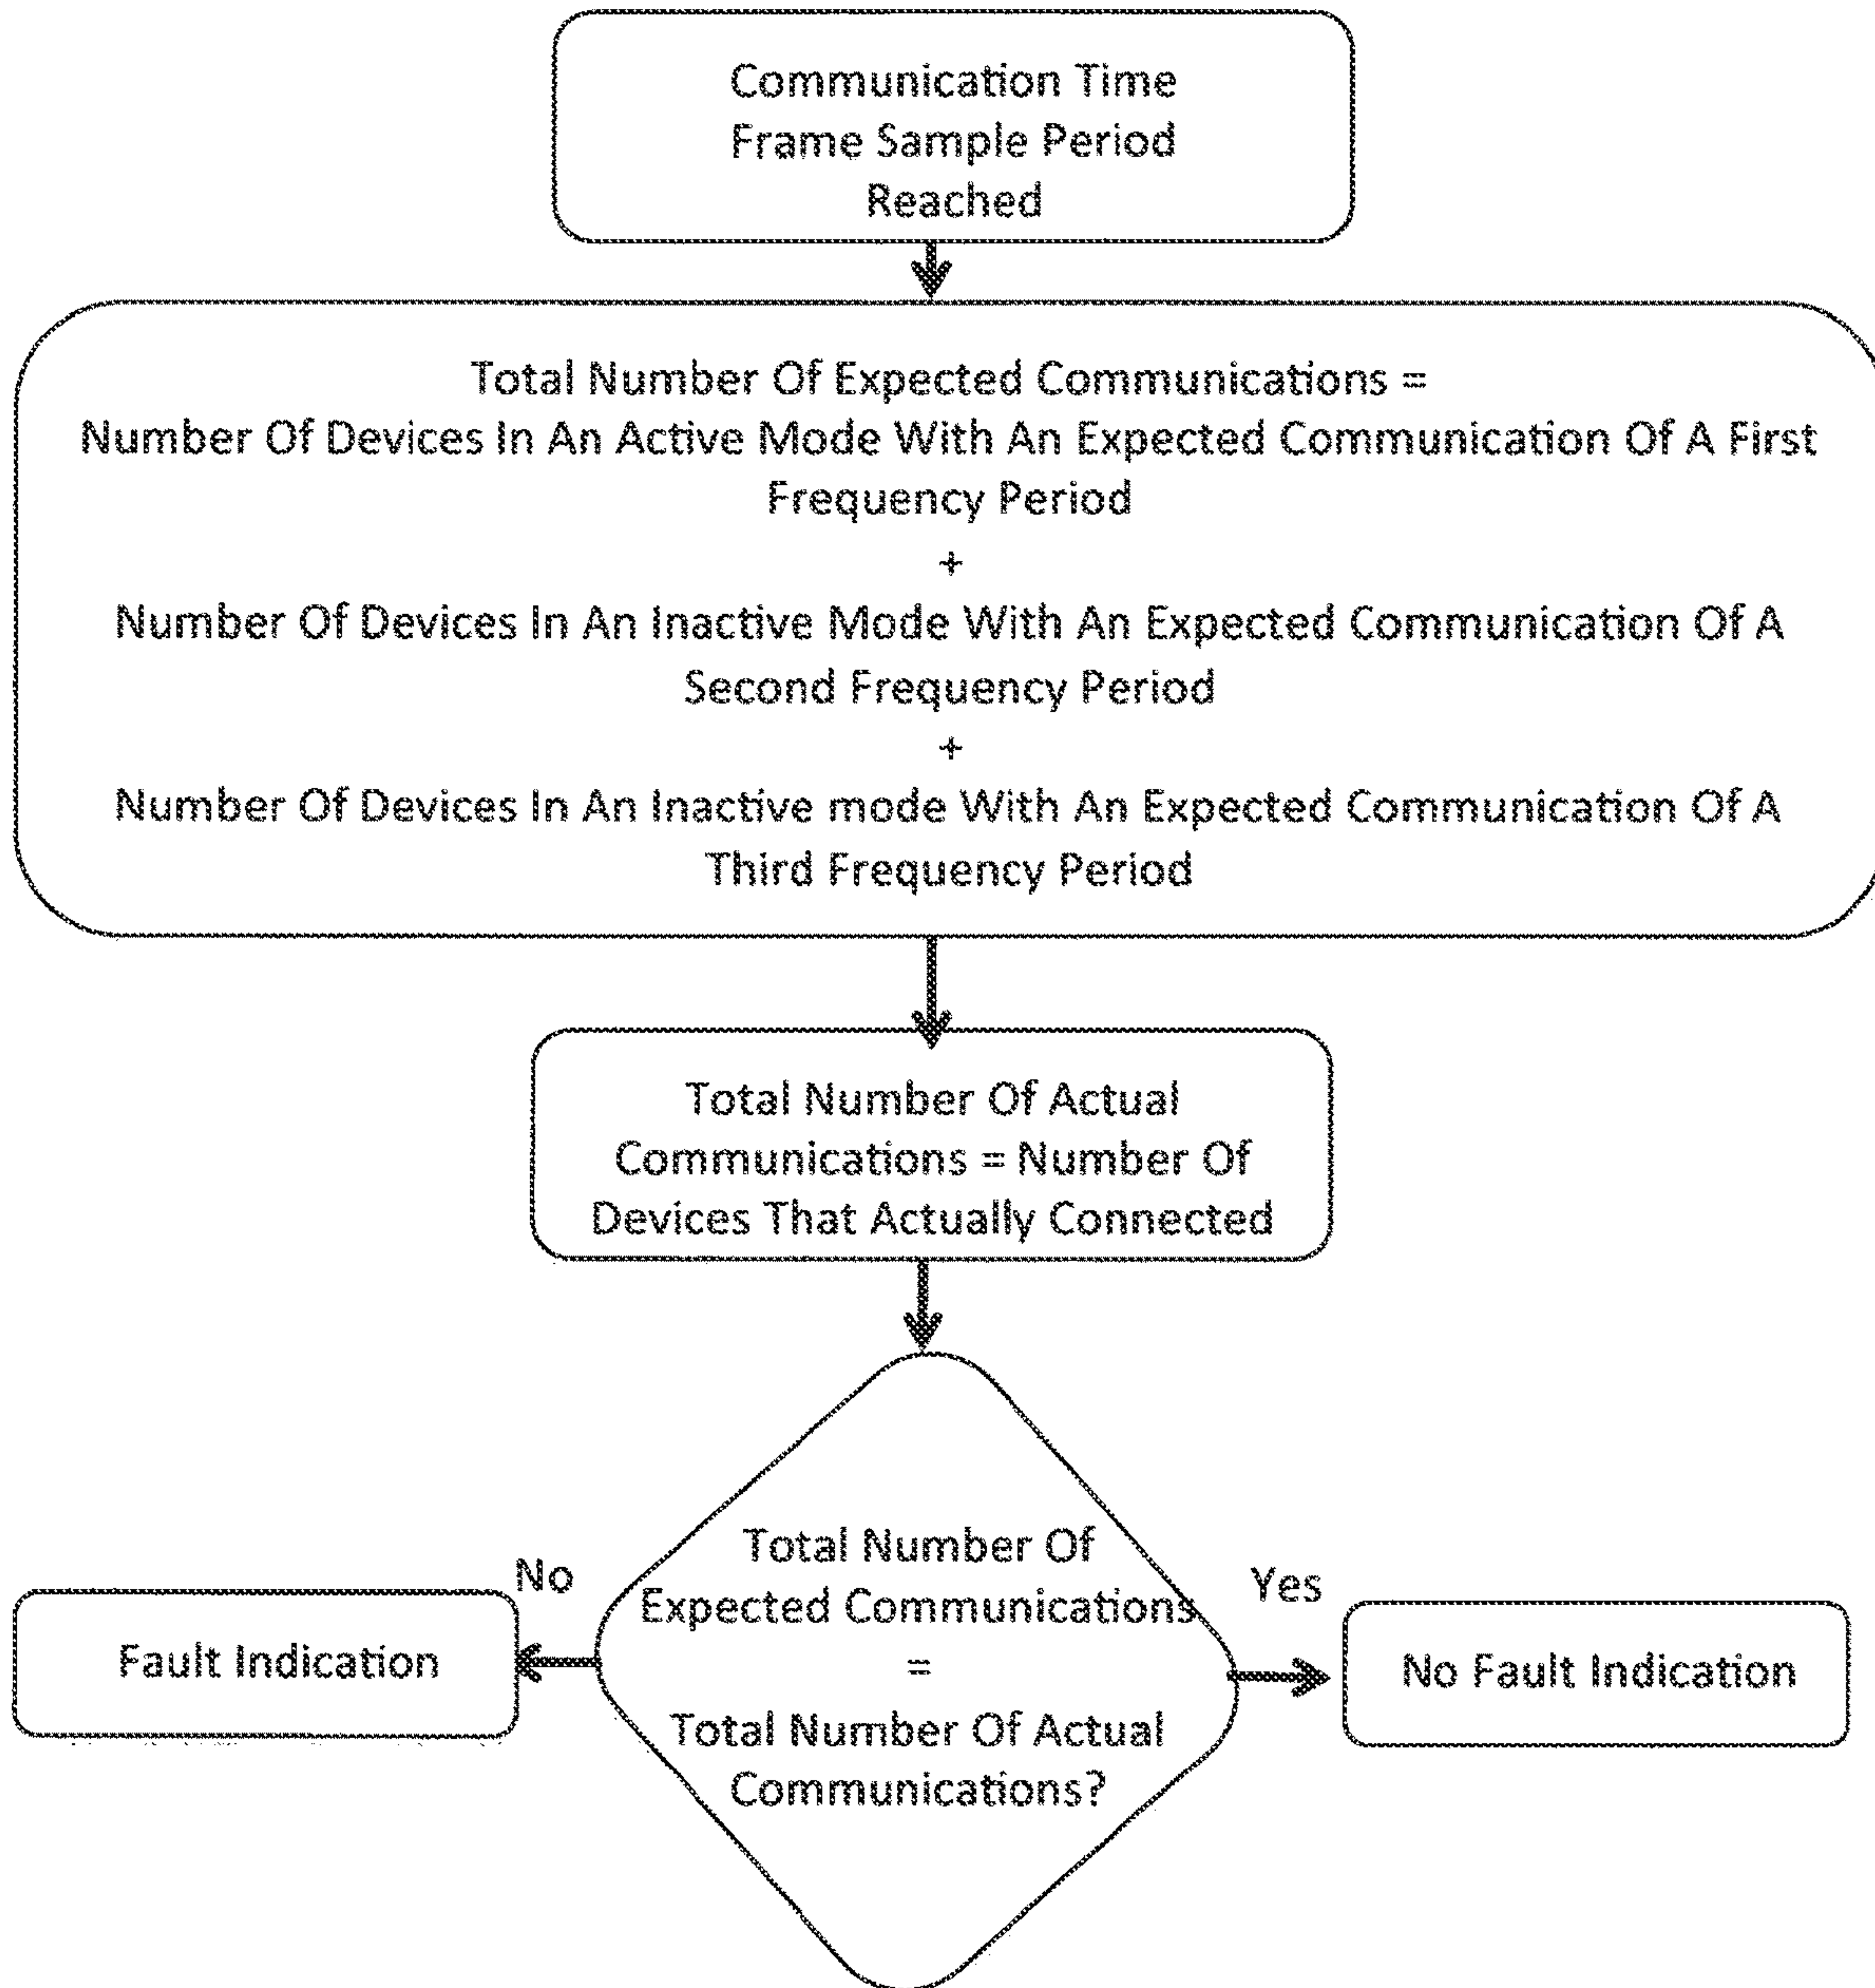 Communication Time
Frame Sample Period
Reached
Total Number Of Expected Communications =
Number Of Devices In An Active Mode With An Expected Communication Of A First
Frequency Period
+
Number Of Devices In An Inactive Mode With An Expected Communication Of A
Second Frequency Period
+
Number Of Devices In An Inactive mode With An Expected Communication Of A
Third Frequency Period
Total Number Of Actual
Communications = Number Of
Devices That Actually Connected
Total Number Of
Expected Communications
=
Total Number Of Actual
Communications?
No
Fault Indication
Yes
No Fault Indication